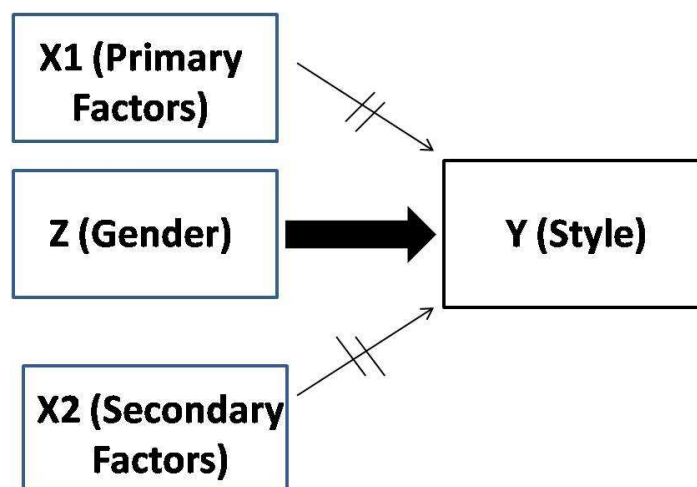 X1 (Primary
Factors)
Z (Gender)
Y (Style)
X2 (Secondary
Factors)